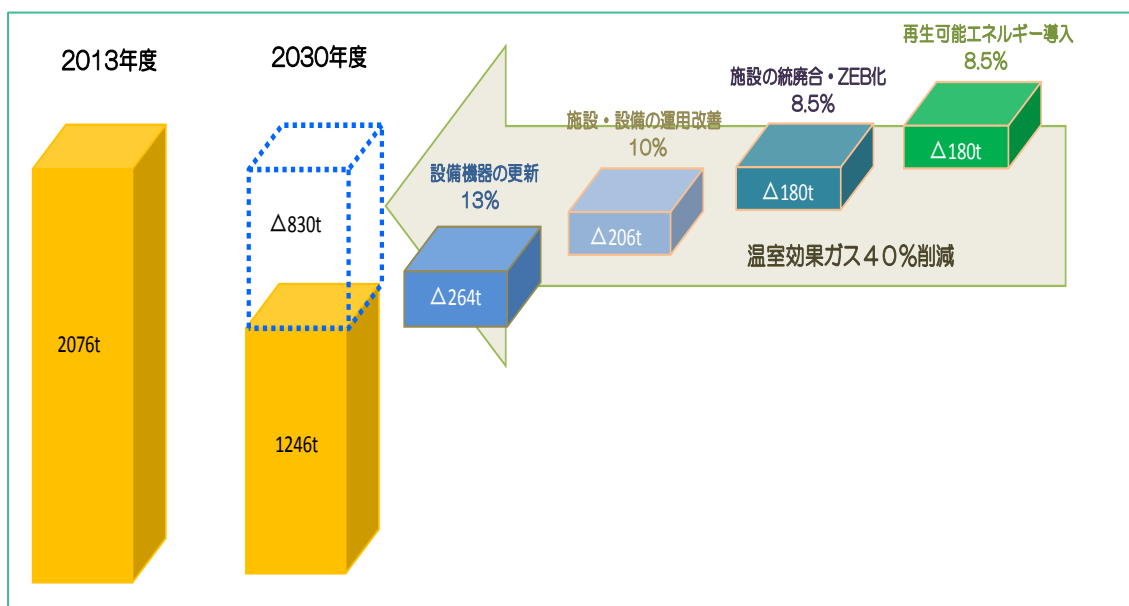 2013年度
2076t
2030年度
△830t
1246t
設備機器の更新
13%
△264t
施設・設備の運用改善
10%
△206t
施設の統廃合・ZEB化
8.5%
△180t
再生可能エネルギー導入
8.5%
△180t
温室効果ガス40%削減